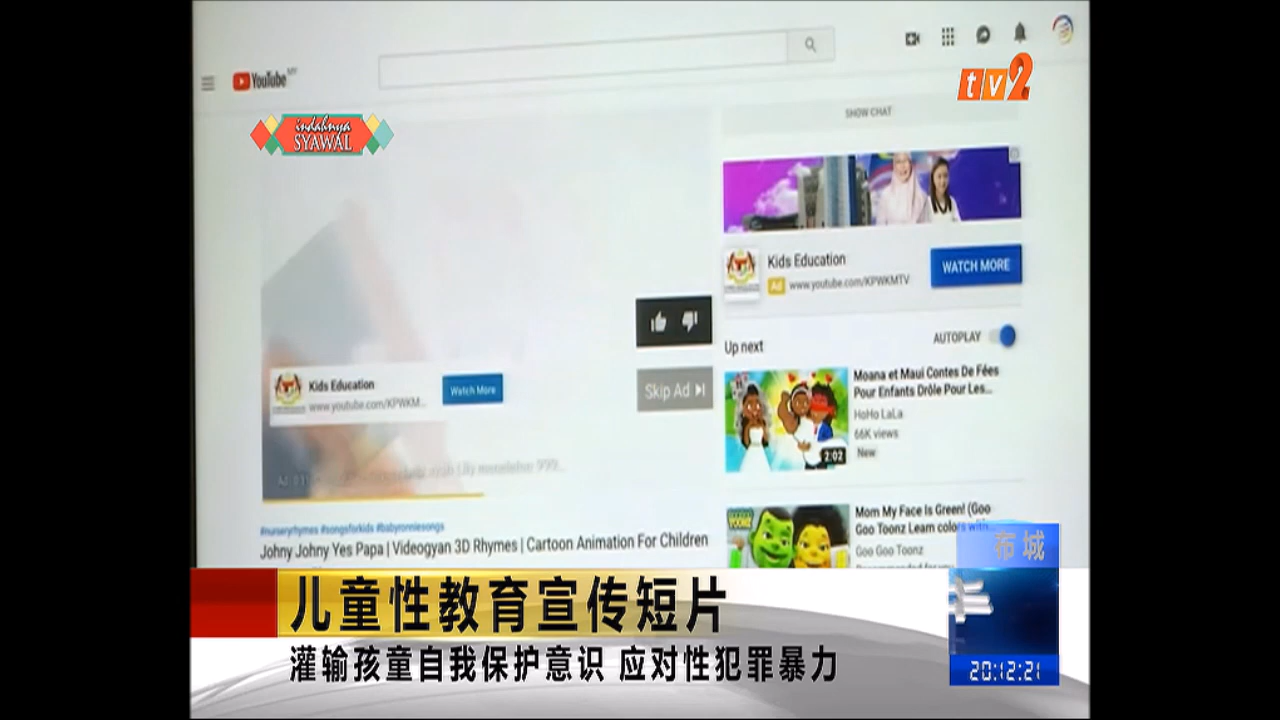 YouTube MY
tv2
indahnya
SYAWAL
SHOW CHAT
Kids Education
Ad www.youtube.com/KPWKMTV
WATCH MORE
Up next
AUTOPLAY
Moana et Maui Contes De Fées
Pour Enfants Drôle Pour Les...
HoHo LaLa
66K views
New
2:02
Kids Education
www.youtube.com/KPWKM...
Watch More
Skip Ad
#nurseryrhymes #songsforkids #babyronniesongs
Johny Johny Yes Papa | Videogyan 3D Rhymes | Cartoon Animation For Children
Mom My Face Is Green! (Goo
Goo Toonz Learn colors with...
Goo Goo Toonz
布城
儿童性教育宣传短片
灌输孩童自我保护意识 应对性犯罪暴力
20:12:21